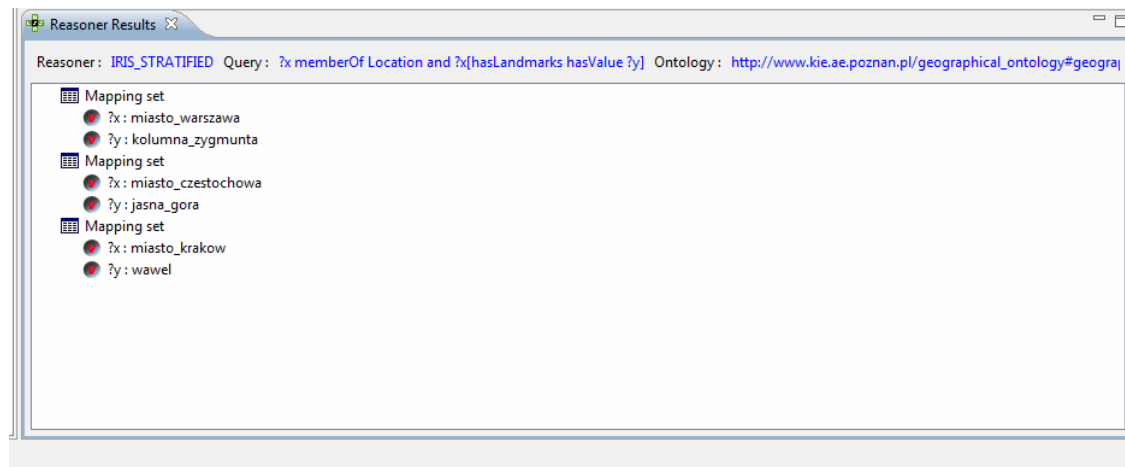 Reasoner Results
Reasoner : IRIS_STRATIFIED Query : ?x memberOf Location and ?x[hasLandmarks hasValue ?y] Ontology : http://www.kie.ae.poznan.pl/geographical_ontology#geogra
Mapping set
?x : miasto_warszawa
?y : kolumna_zygmunta
Mapping set
?x : miasto_czestochowa
?y : jasna_gora
Mapping set
?x : miasto_krakow
?y : wawel